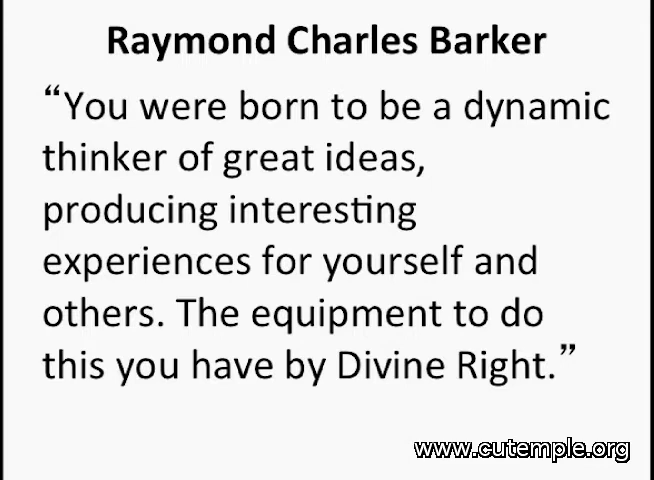 Raymond Charles Barker
“You were born to be a dynamic
thinker of great ideas,
producing interesting
experiences for yourself and
others. The equipment to do
this you have by Divine Right.”
www.cutemple.org